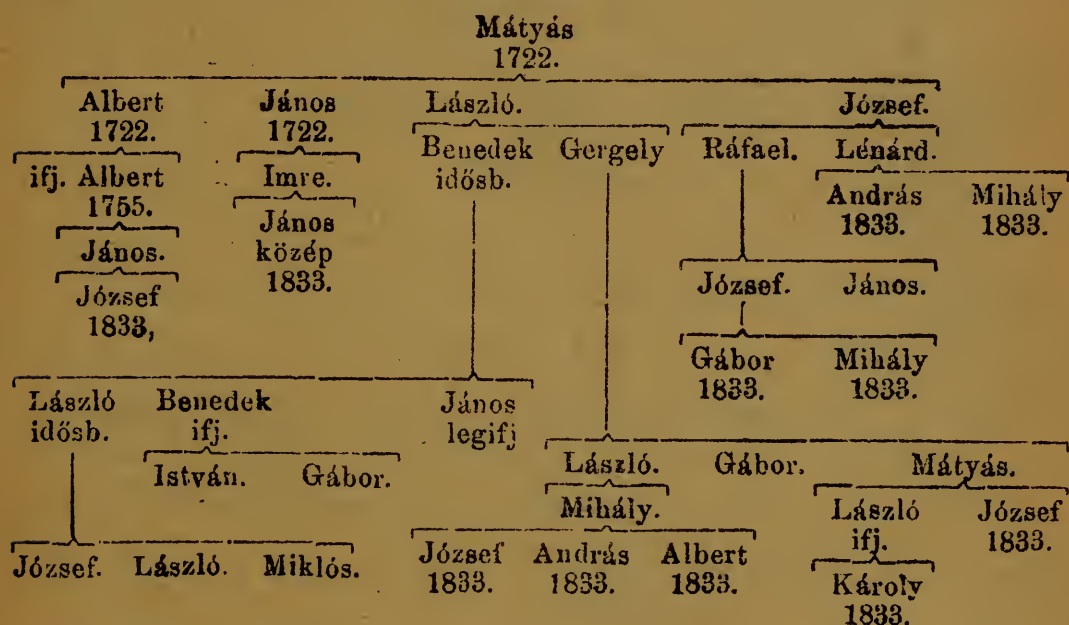 Mátyás
1722.
Albert János László. József.
1722. 1722. Benedek Gergely Ráfael. Lénárd.
ifj. Albert Imre. idősb. András Mihály
1755. János 1833. 1833.
János. közép József. János.
József 1833.
1833, Gábor Mihály
1833. 1833.
László Benedek János
idősb. ifj. legifj
István. Gábor. László. Gábor. Mátyás.
Mihály. László József
József. László. Miklós. József András Albert ifj. 1833.
1833. 1833. 1833. Károly
1833.